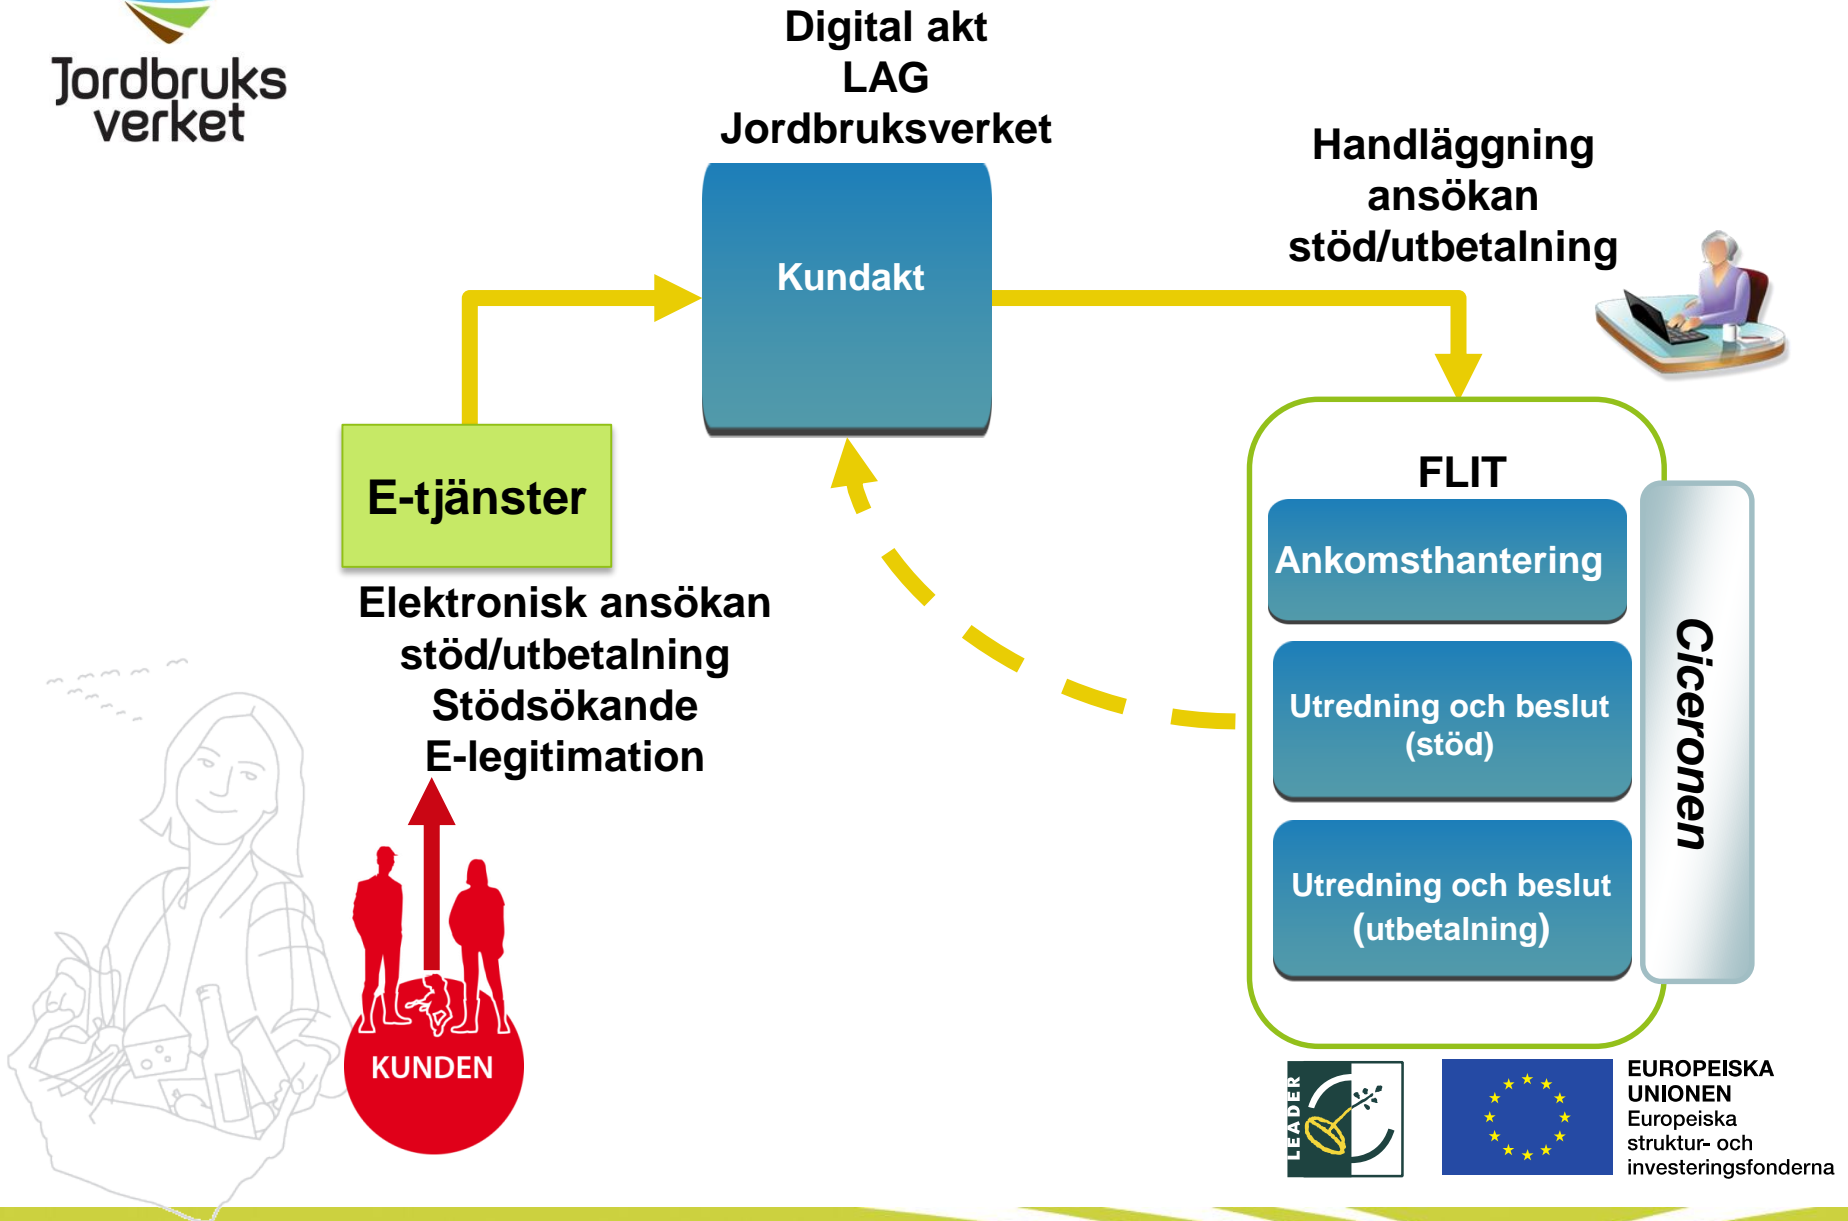 Jordbruks
verket
Digital akt
LAG
Jordbruksverket
Handläggning
ansökan
stöd/utbetalning
Kundakt
E-tjänster
Elektronisk ansökan
stöd/utbetalning
Stödsökande
E-legitimation
KUNDEN
FLIT
Ankomsthantering
Utredning och beslut
(stöd)
Utredning och beslut
(utbetalning)
Ciceronen
LEADER
EUROPEISKA
UNIONEN
Europeiska
struktur- och
investeringsfonderna